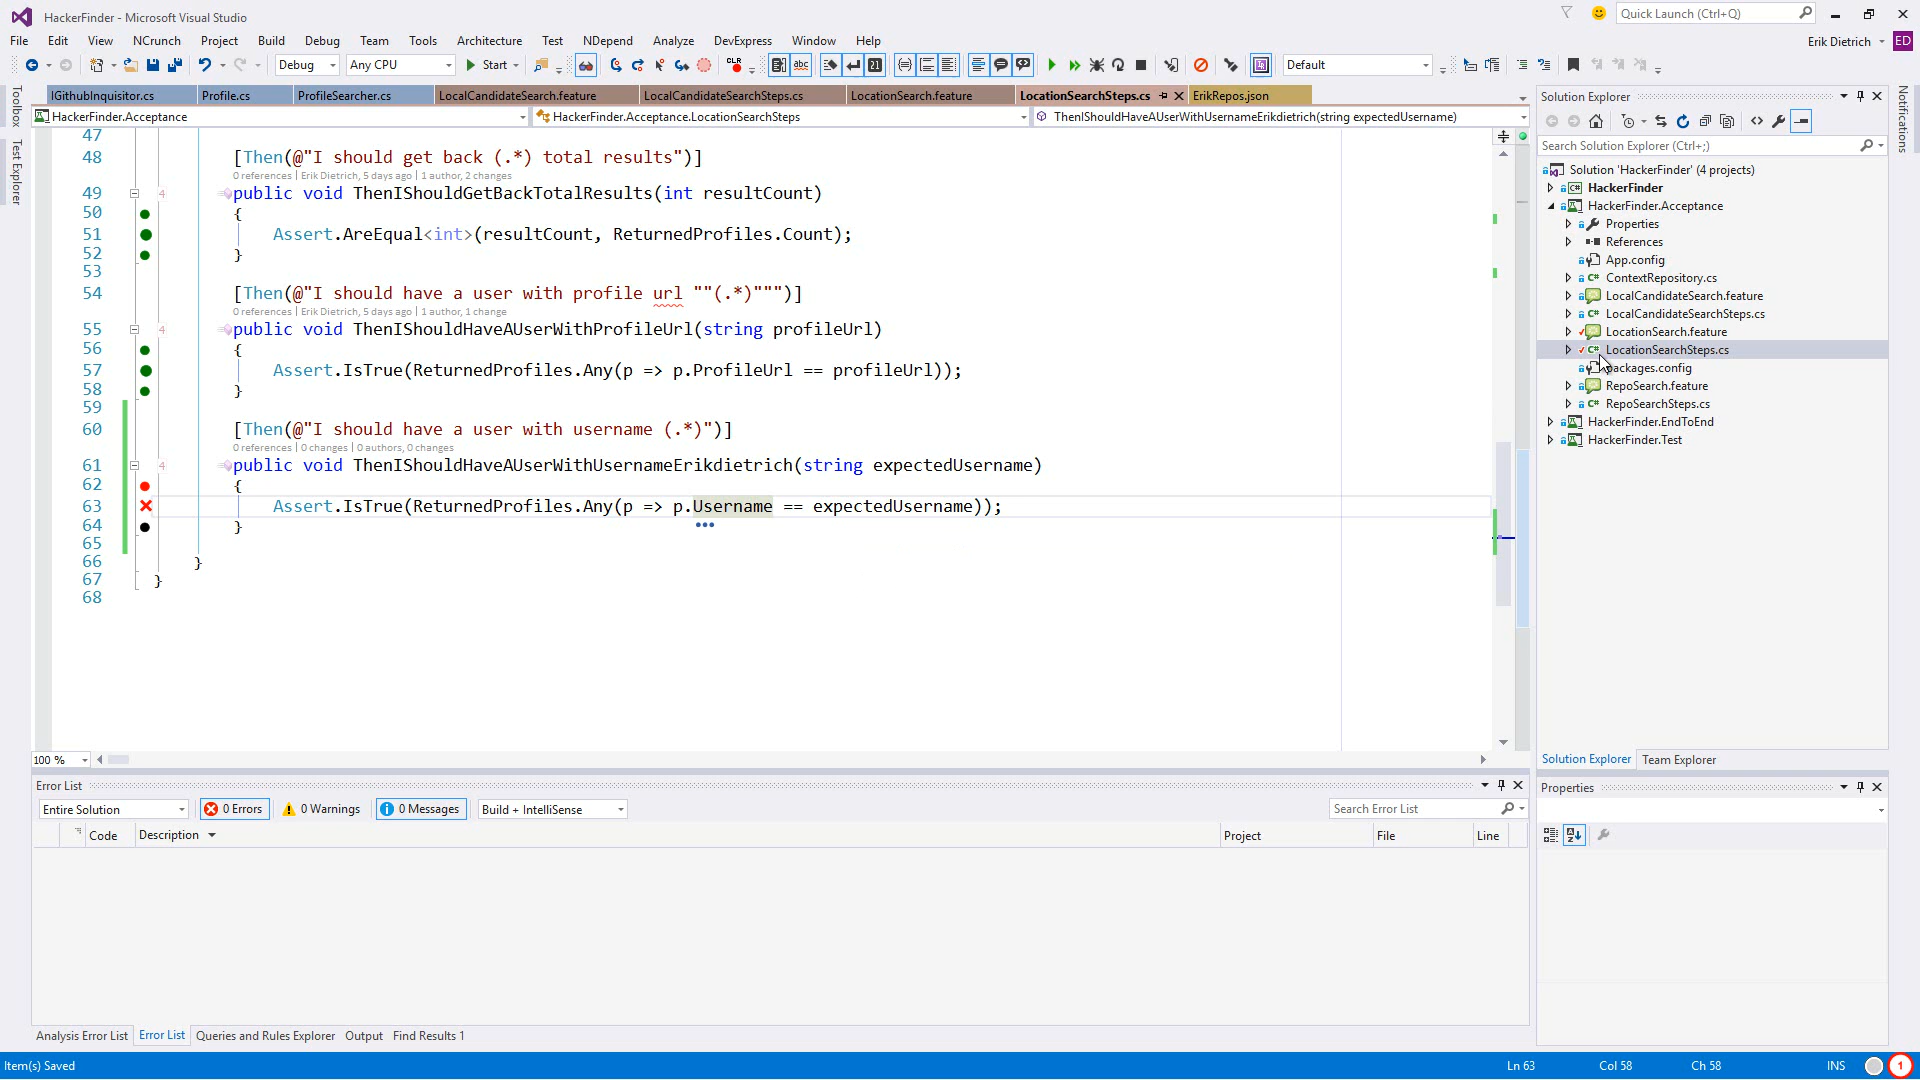 HackerFinder - Microsoft Visual Studio
Quick Launch (Ctrl+Q)
File Edit View NCrunch Project Build Debug Team Tools Architecture Test NDepend Analyze DevExpress Window Help
Erik Dietrich ED
Debug Any CPU Start CLR Default
Toolbox
Test Explorer
Notifications
IGithubInquisitor.cs Profile.cs ProfileSearcher.cs LocalCandidateSearch.feature LocalCandidateSearchSteps.cs LocationSearch.feature LocationSearchSteps.cs ErikRepos.json
HackerFinder.Acceptance HackerFinder.Acceptance.LocationSearchSteps ThenIShouldHaveAUserWithUsernameErikdietrich(string expectedUsername)
47
48 [Then(@"I should get back (.*) total results")]
0 references | Erik Dietrich, 5 days ago | 1 author, 2 changes
49 4 public void ThenIShouldGetBackTotalResults(int resultCount)
50 {
51 Assert.AreEqual<int>(resultCount, ReturnedProfiles.Count);
52 }
53
54 [Then(@"I should have a user with profile url ""(.*)""")]
0 references | Erik Dietrich, 5 days ago | 1 author, 1 change
55 4 public void ThenIShouldHaveAUserWithProfileUrl(string profileUrl)
56 {
57 Assert.IsTrue(ReturnedProfiles.Any(p => p.ProfileUrl == profileUrl));
58 }
59
60 [Then(@"I should have a user with username (.*)")]
0 references | 0 changes | 0 authors, 0 changes
61 4 public void ThenIShouldHaveAUserWithUsernameErikdietrich(string expectedUsername)
62 {
63 Assert.IsTrue(ReturnedProfiles.Any(p => p.Username == expectedUsername));
64 }
65
66 }
67 }
68
100 %
Solution Explorer
Search Solution Explorer (Ctrl+;)
Solution 'HackerFinder' (4 projects)
HackerFinder
HackerFinder.Acceptance
Properties
References
App.config
ContextRepository.cs
LocalCandidateSearch.feature
LocalCandidateSearchSteps.cs
LocationSearch.feature
LocationSearchSteps.cs
packages.config
RepoSearch.feature
RepoSearchSteps.cs
HackerFinder.EndToEnd
HackerFinder.Test
Solution Explorer Team Explorer
Properties
Error List
Entire Solution 0 Errors 0 Warnings 0 Messages Build + IntelliSense Search Error List
Code Description Project File Line
Analysis Error List Error List Queries and Rules Explorer Output Find Results 1
Item(s) Saved Ln 63 Col 58 Ch 58 INS 1